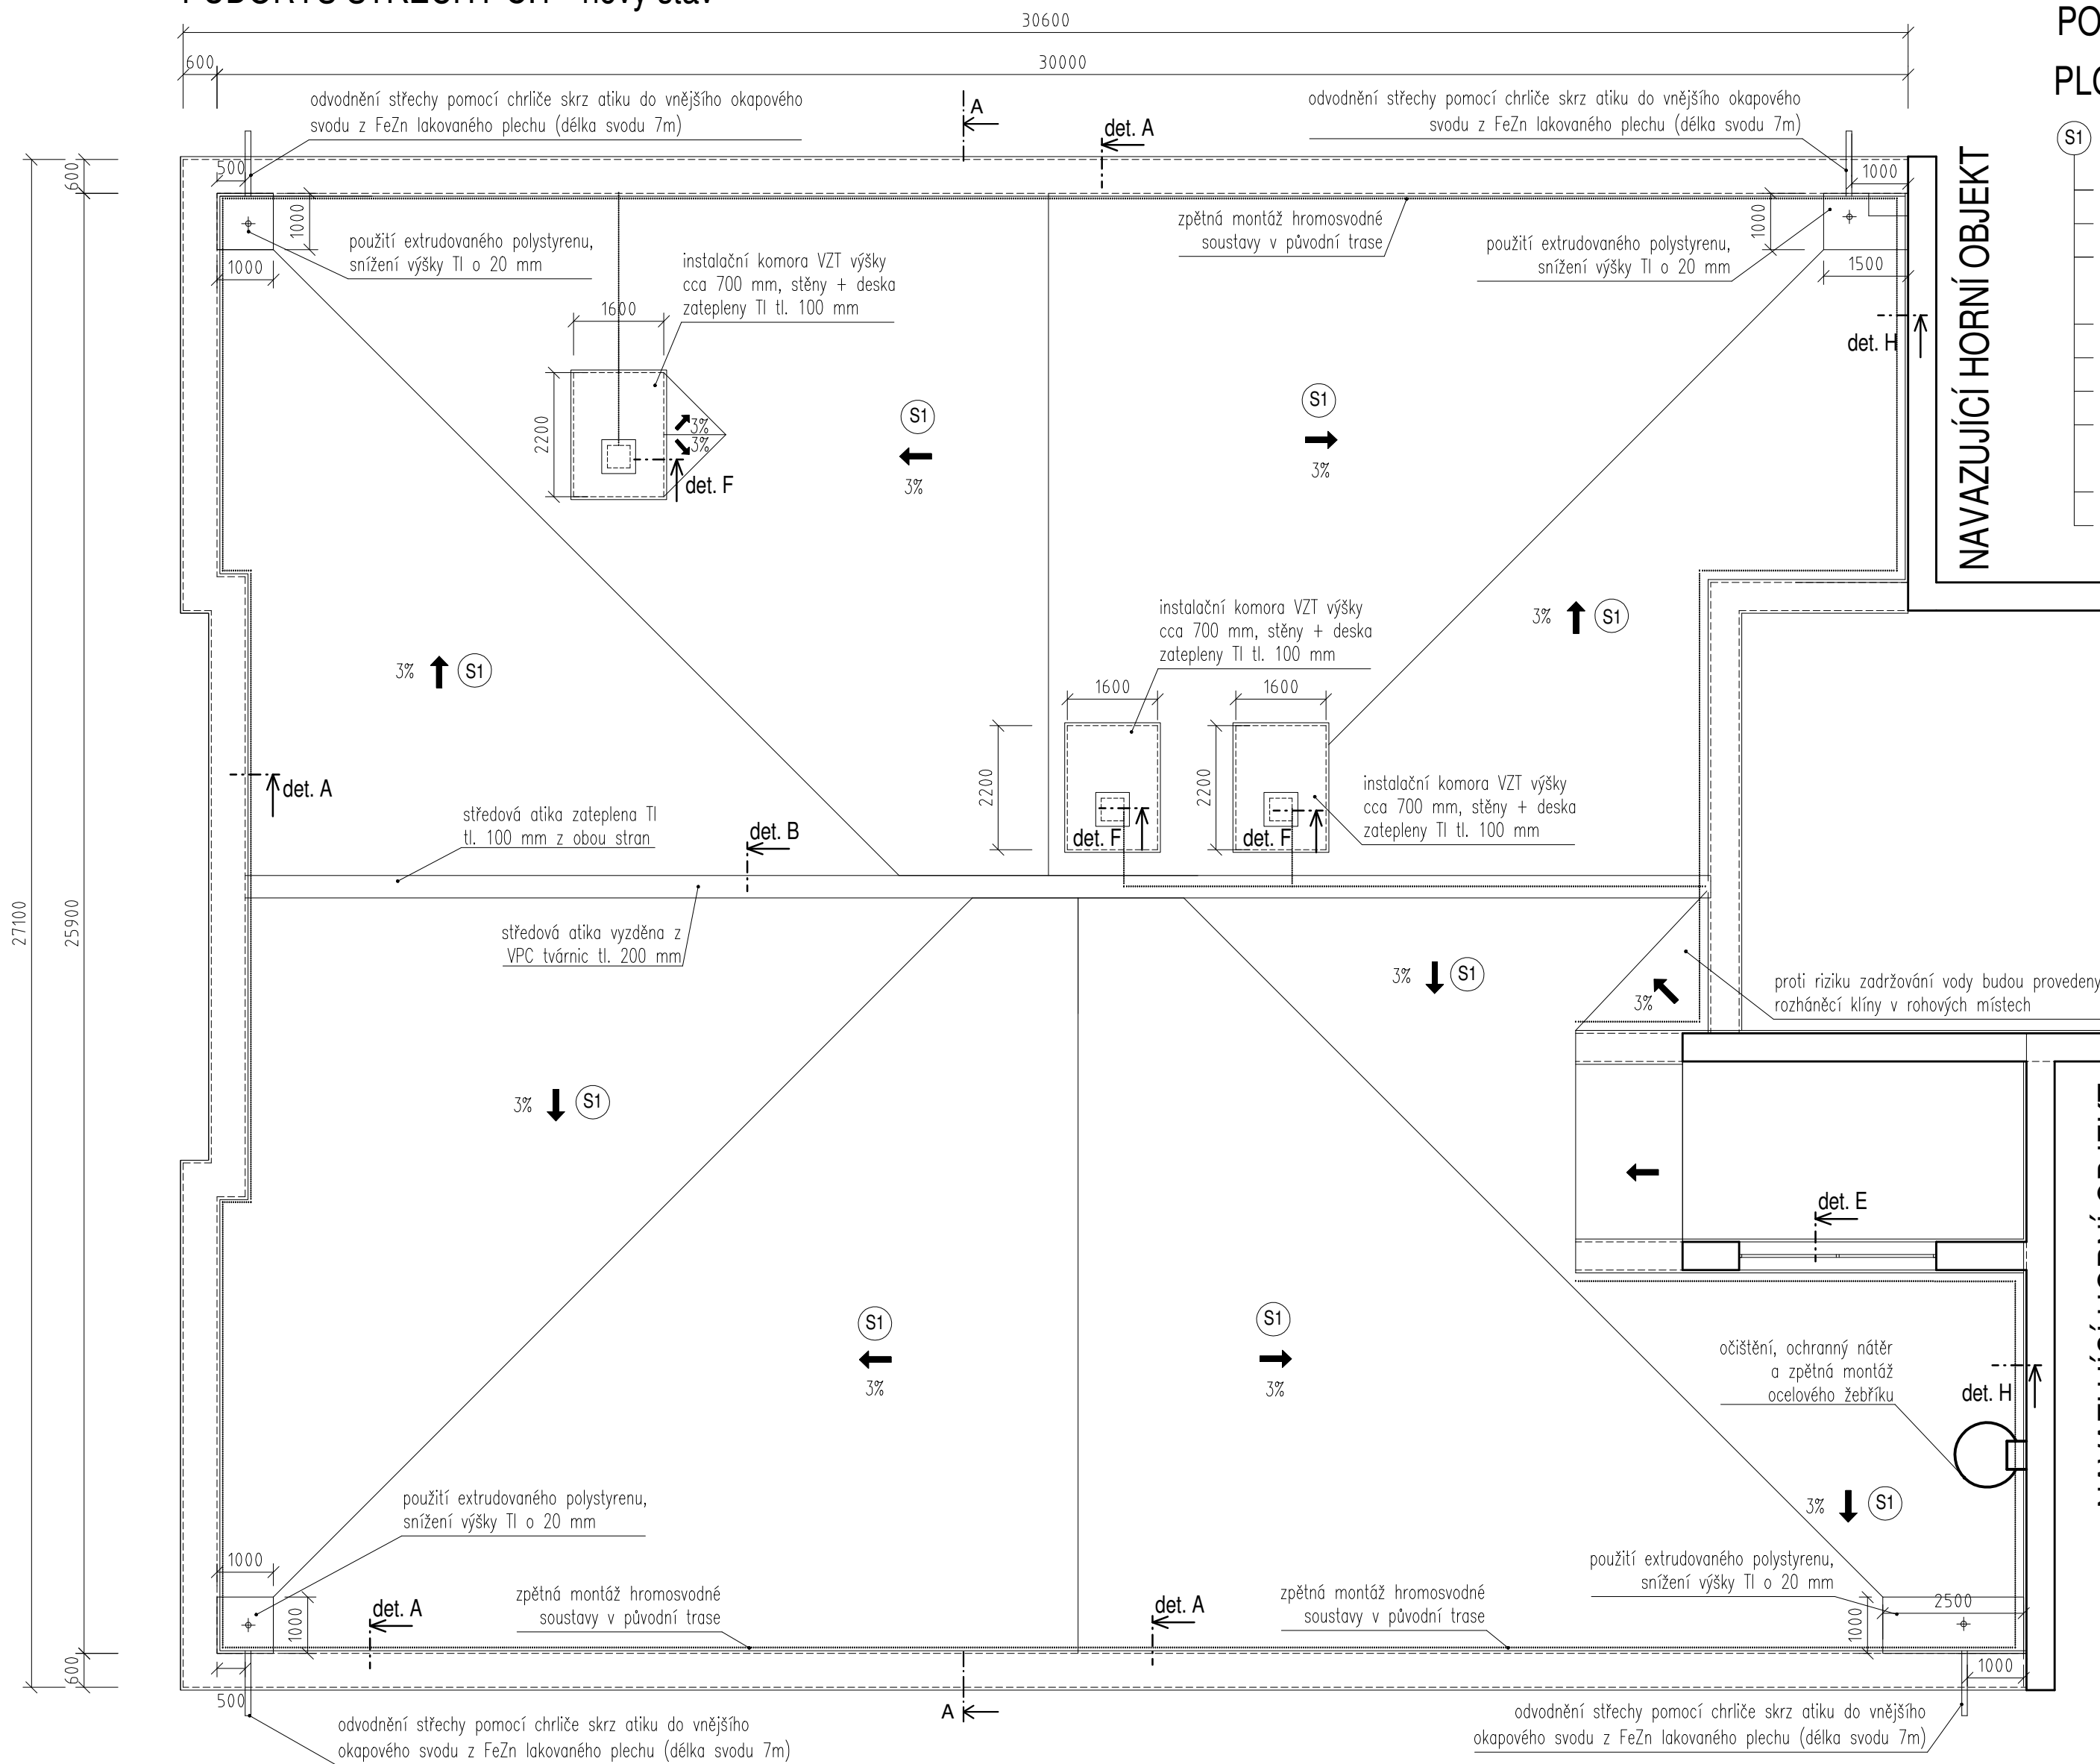 PŮDORYS STŘECHY CH - nový stav
30600
600
30000
PO
PLO
S1
odvodnění střechy pomocí chrliče skrz atiku do vnějšího okapového
svodu z FeZn lakovaného plechu (délka svodu 7m)
A
det. A
odvodnění střechy pomocí chrliče skrz atiku do vnějšího okapového
svodu z FeZn lakovaného plechu (délka svodu 7m)
600
500
1000
1000
1000
použití extrudovaného polystyrenu,
snížení výšky TI o 20 mm
instalační komora VZT výšky
cca 700 mm, stěny + deska
zatepleny TI tl. 100 mm
zpětná montáž hromosvodné
soustavy v původní trase
použití extrudovaného polystyrenu,
snížení výšky TI o 20 mm
1000
1500
NAVAZUJÍCÍ HORNÍ OBJEKT
det. H
1600
2200
3%
3%
det. F
S1
3%
S1
3%
3%
S1
3%
S1
instalační komora VZT výšky
cca 700 mm, stěny + deska
zatepleny TI tl. 100 mm
1600
1600
2200
2200
det. F
det. F
instalační komora VZT výšky
cca 700 mm, stěny + deska
zatepleny TI tl. 100 mm
det. A
středová atika zateplena TI
tl. 100 mm z obou stran
det. B
27100
25900
středová atika vyzděna z
VPC tvárnic tl. 200 mm
3%
S1
3%
proti riziku zadržování vody budou provedeny
rozháněcí klíny v rohových místech
3%
S1
det. E
S1
3%
S1
3%
očištění, ochranný nátěr
a zpětná montáž
ocelového žebříku
det. H
3%
S1
použití extrudovaného polystyrenu,
snížení výšky TI o 20 mm
1000
1000
det. A
zpětná montáž hromosvodné
soustavy v původní trase
det. A
zpětná montáž hromosvodné
soustavy v původní trase
použití extrudovaného polystyrenu,
snížení výšky TI o 20 mm
2500
1000
1000
600
500
A
odvodnění střechy pomocí chrliče skrz atiku do vnějšího
okapového svodu z FeZn lakovaného plechu (délka svodu 7m)
odvodnění střechy pomocí chrliče skrz atiku do vnějšího
okapového svodu z FeZn lakovaného plechu (délka svodu 7m)